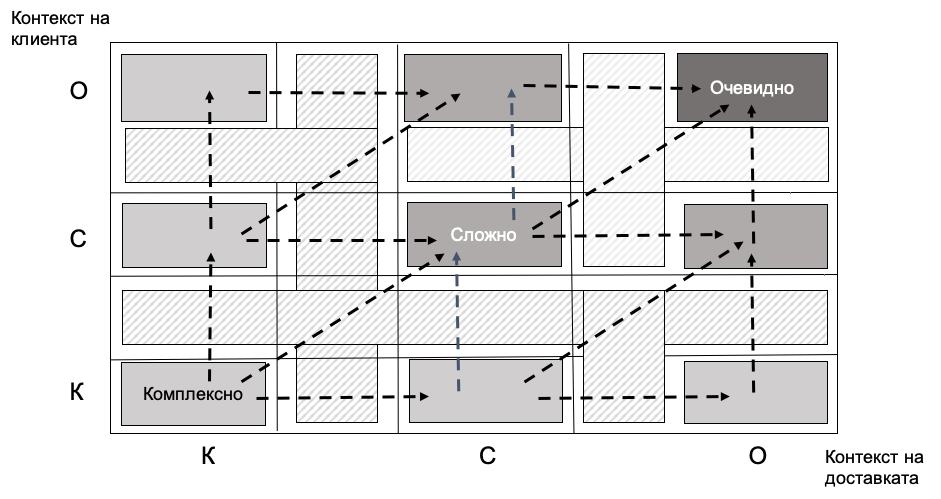 Контекст на
клиента
О
Очевидно
С
Сложно
К
Комплексно
К
С
О
Контекст на
доставката